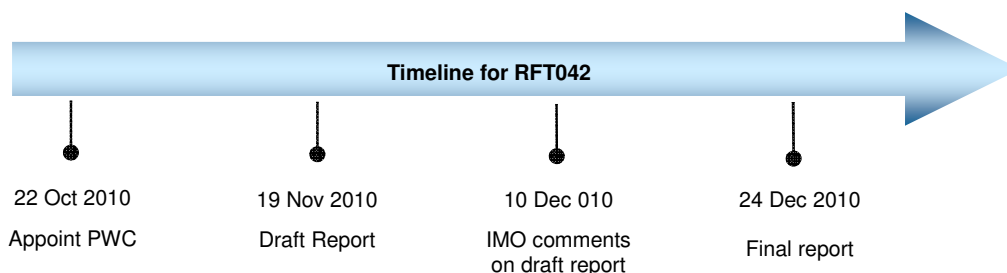 Timeline for RFT042
22 Oct 2010
Appoint PWC
19 Nov 2010
Draft Report
10 Dec 010
IMO comments
on draft report
24 Dec 2010
Final report